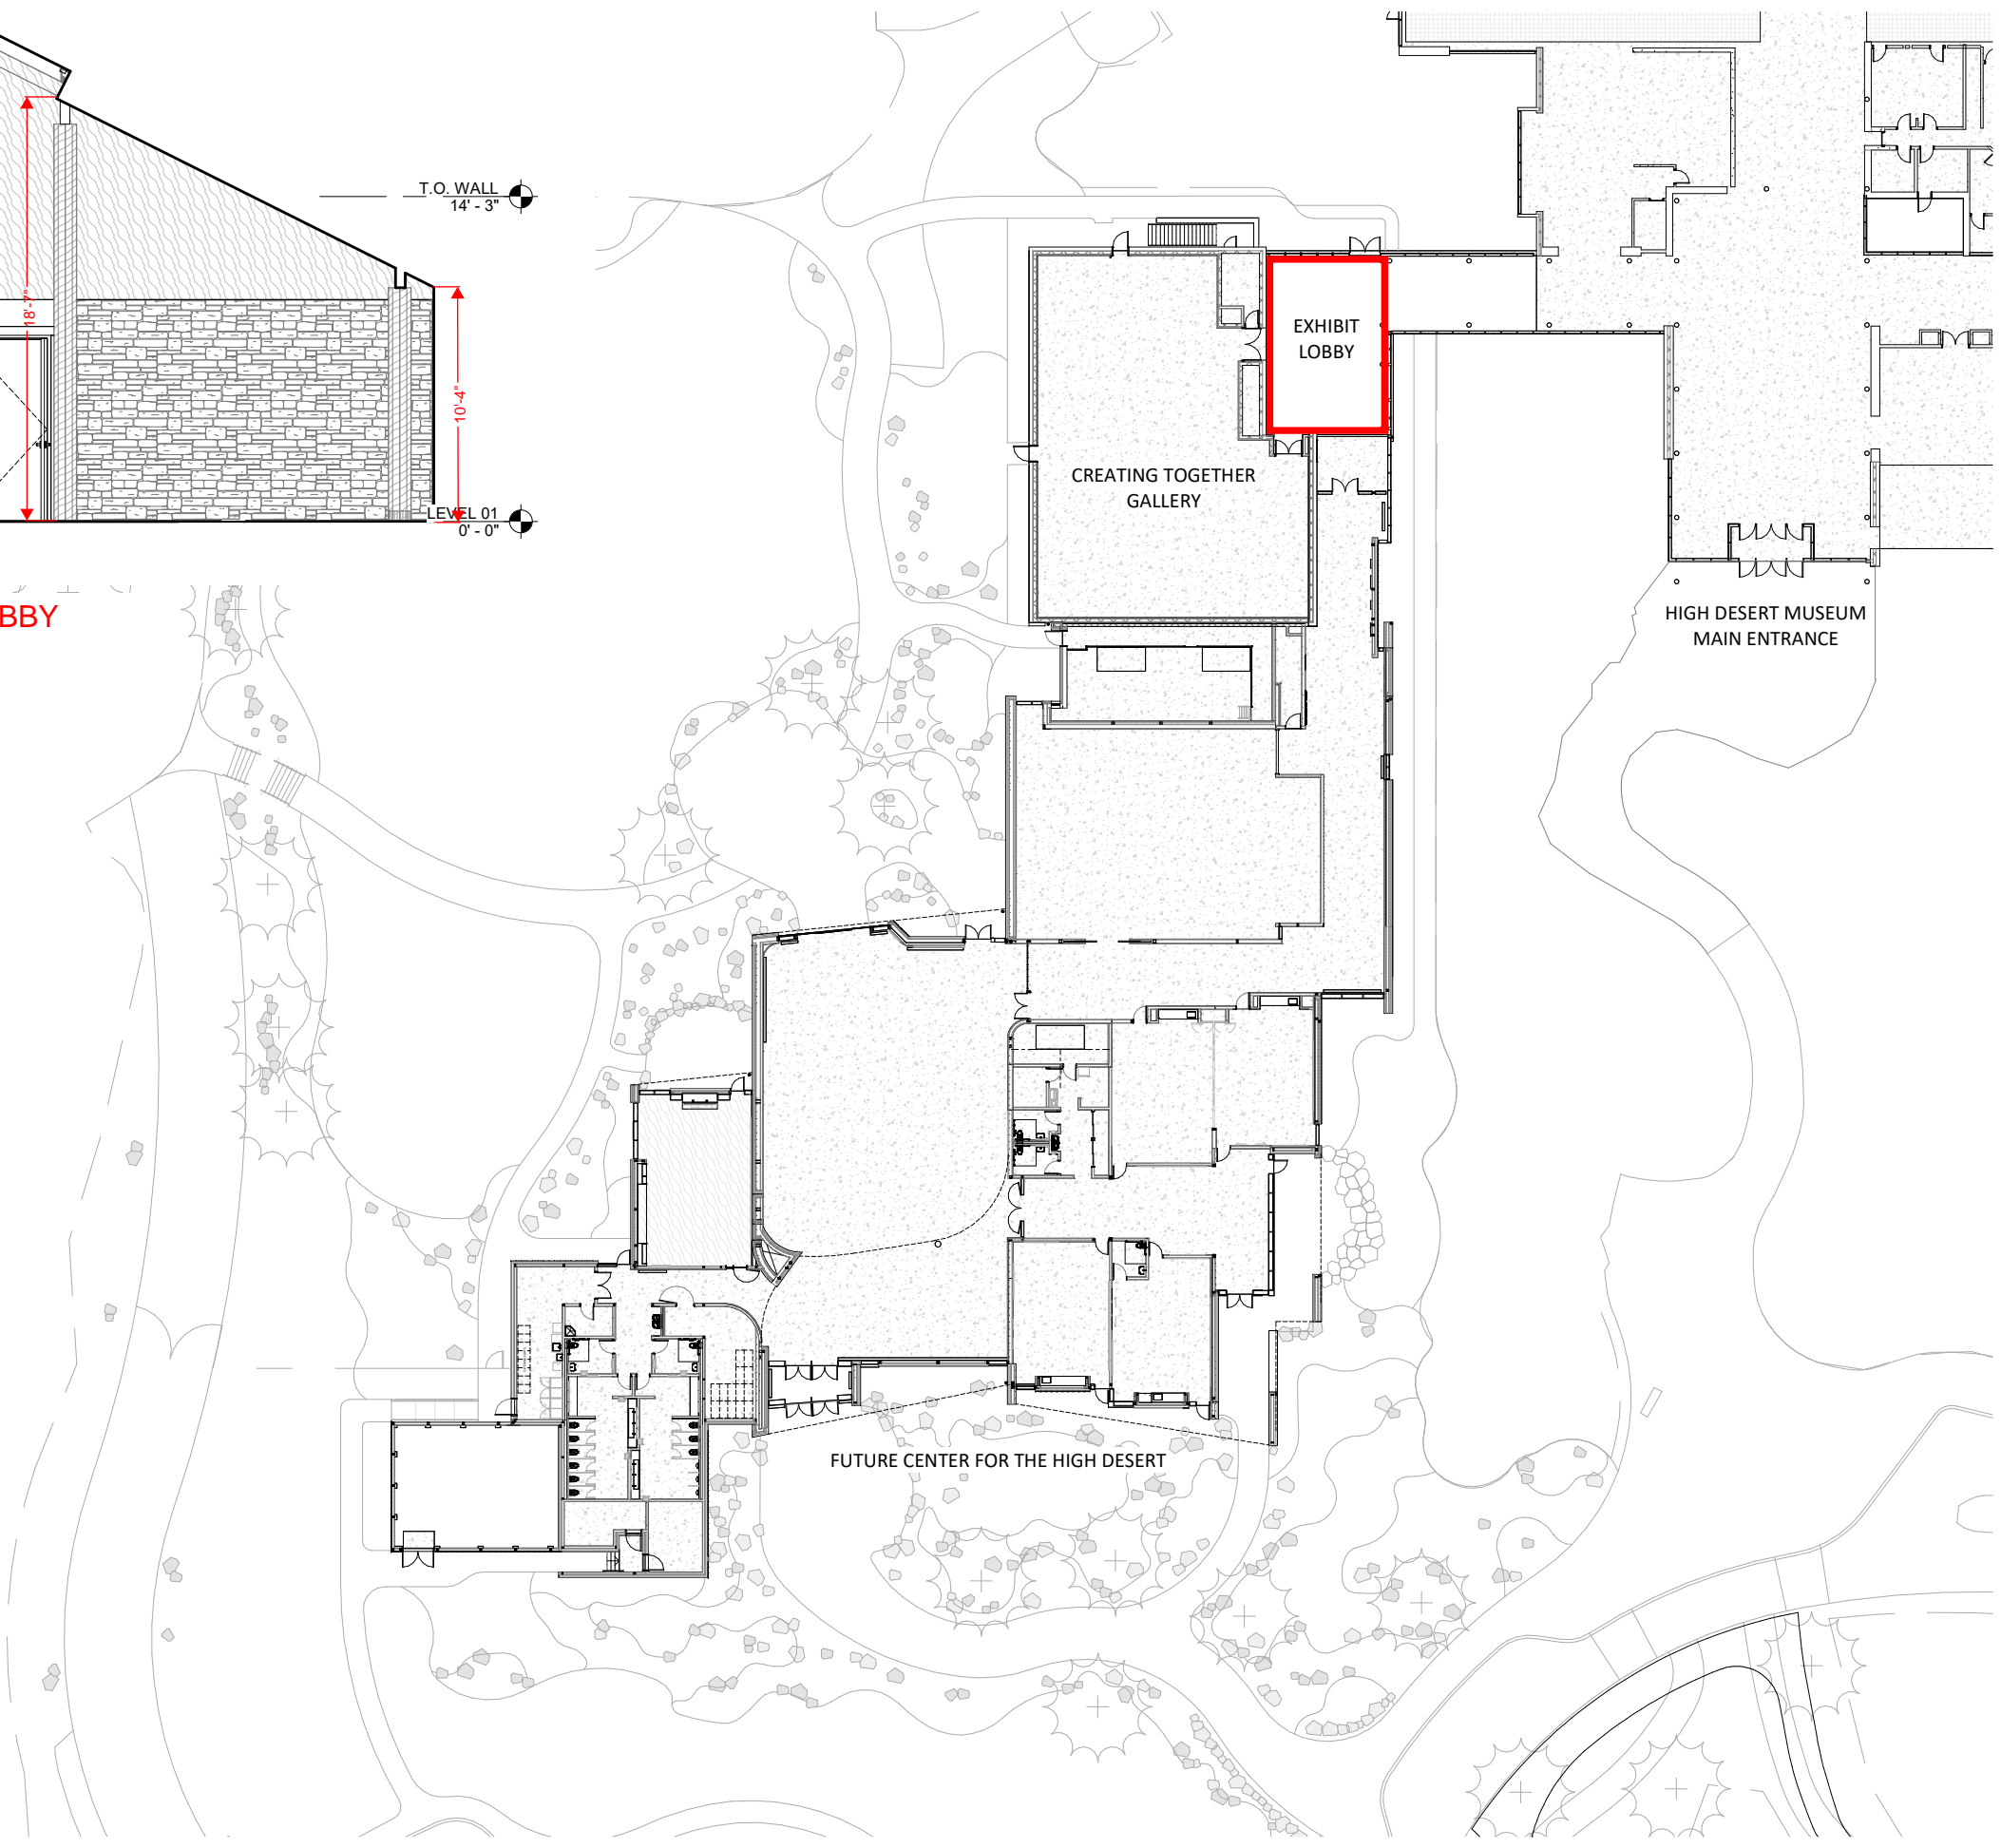 T.O. WALL
14' - 3"
18'-7"
10'-4"
LEVEL 01
0' - 0"
BBY
EXHIBIT
LOBBY
CREATING TOGETHER
GALLERY
HIGH DESERT MUSEUM
MAIN ENTRANCE
FUTURE CENTER FOR THE HIGH DESERT